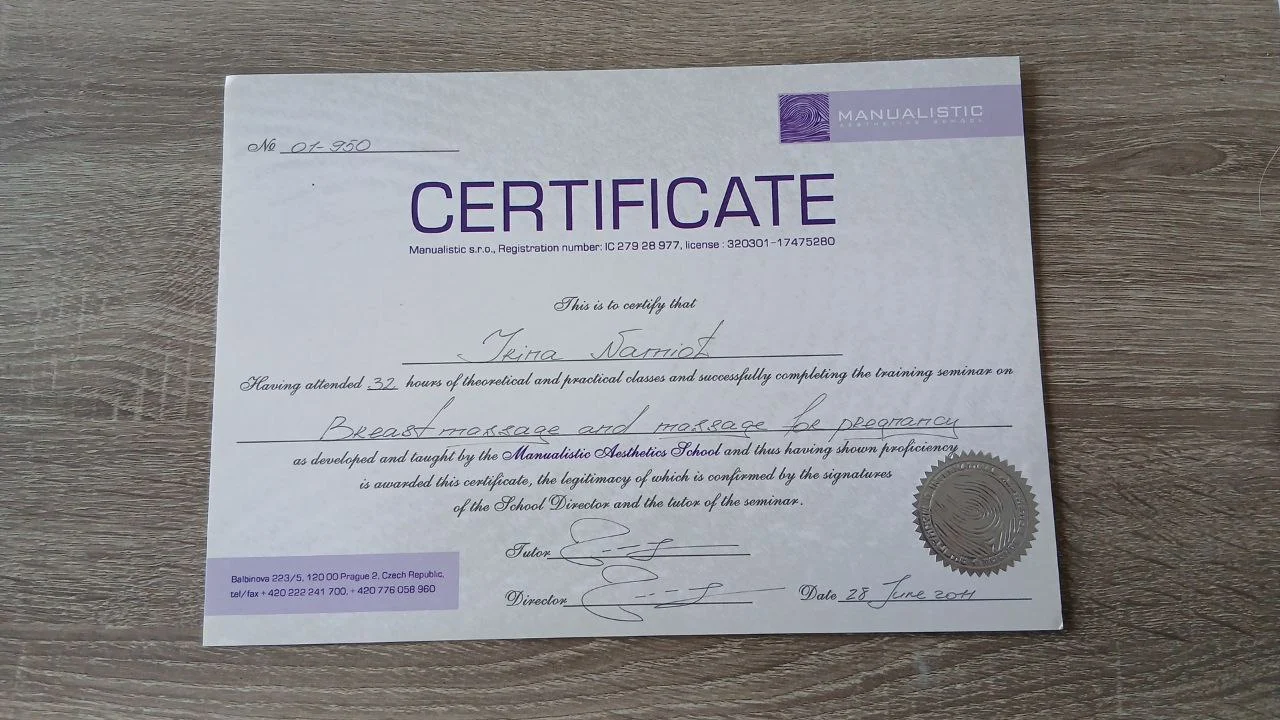 MANUALISTIC
AESTHETICS SCHOOL
№ 01-950
CERTIFICATE
Manualistic s.r.o., Registration number: IC 279 28 977, license : 320301-17475280
This is to certify that
Irina Namiot
Having attended 32 hours of theoretical and practical classes and successfully completing the training seminar on
Breast massage and massage for pregnancy
as developed and taught by the Manualistic Aesthetics School and thus having shown proficiency
is awarded this certificate, the legitimacy of which is confirmed by the signatures
of the School Director and the tutor of the seminar.
Tutor
Director
Date 28 June 2011
Balbinova 223/5, 120 00 Prague 2, Czech Republic,
tel/fax + 420 222 241 700, + 420 776 058 960